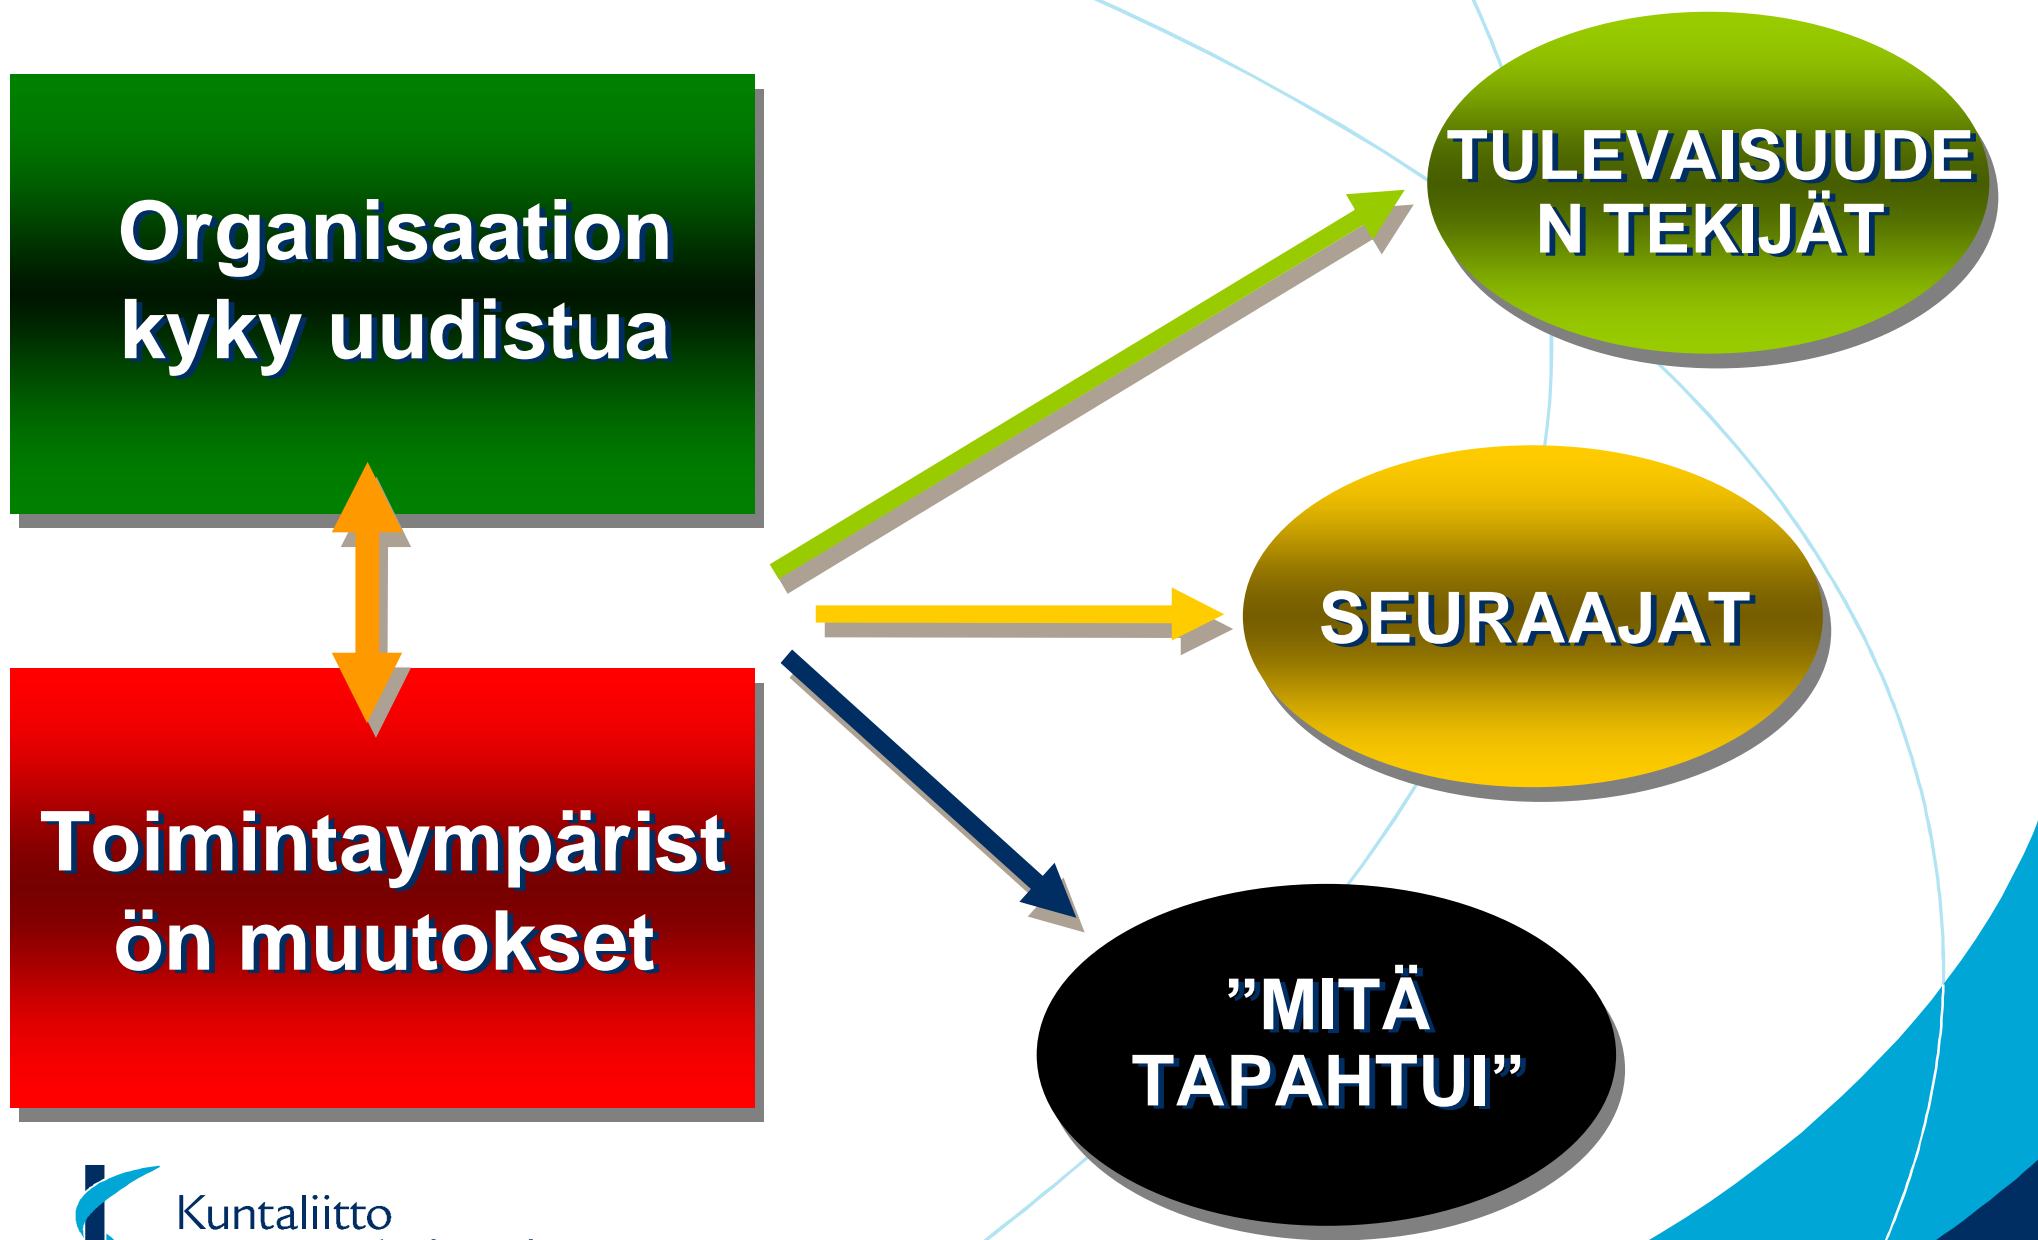 Organisaation
kyky uudistua
Toimintaympärist
ön muutokset
TULEVAISUUDE
N TEKIJÄT
SEURAAJAT
”MITÄ
TAPAHTUI”
Kuntaliitto